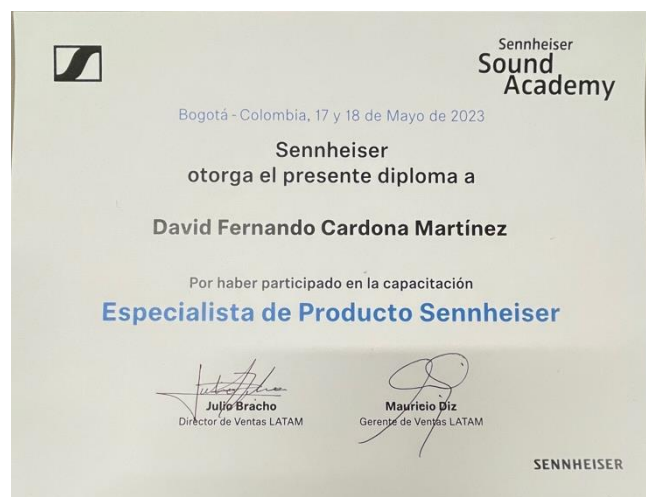 Sennheiser
Sound
Academy
Bogotá - Colombia, 17 y 18 de Mayo de 2023
Sennheiser
otorga el presente diploma a
David Fernando Cardona Martínez
Por haber participado en la capacitación
Especialista de Producto Sennheiser
Julio Bracho
Director de Ventas LATAM
Mauricio Diz
Gerente de Ventas LATAM
SENNHEISER